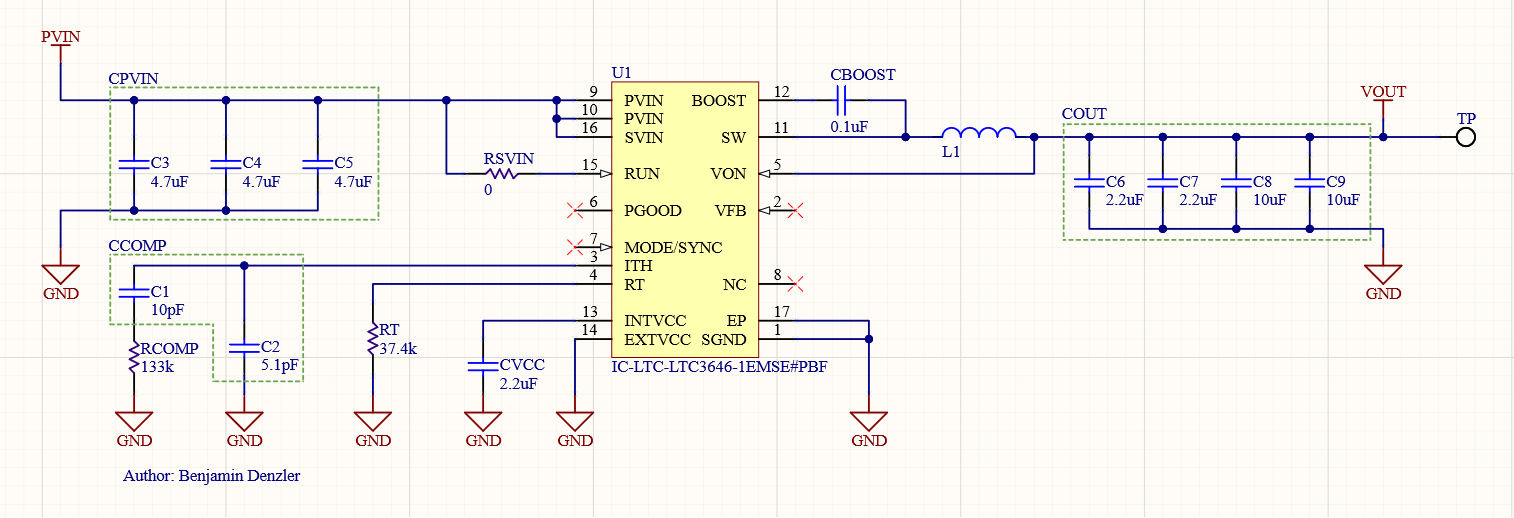 PVIN
CPVIN
C3
4.7uF
C4
4.7uF
C5
4.7uF
GND
CCOMP
C1
10pF
RCOMP
133k
GND
C2
5.1pF
GND
RSVIN
0
RT
37.4k
GND
CVCC
2.2uF
GND
GND
U1
9 PVIN
10 PVIN
16 SVIN
15 RUN
6 PGOOD
7 MODE/SYNC
3 ITH
4 RT
13 INTVCC
14 EXTVCC
BOOST 12
SW 11
VON 5
VFB 2
NC 8
EP 17
SGND 1
IC-LTC-LTC3646-1EMSE#PBF
GND
CBOOST
0.1uF
L1
COUT
C6
2.2uF
C7
2.2uF
C8
10uF
C9
10uF
VOUT
TP
GND
Author: Benjamin Denzler